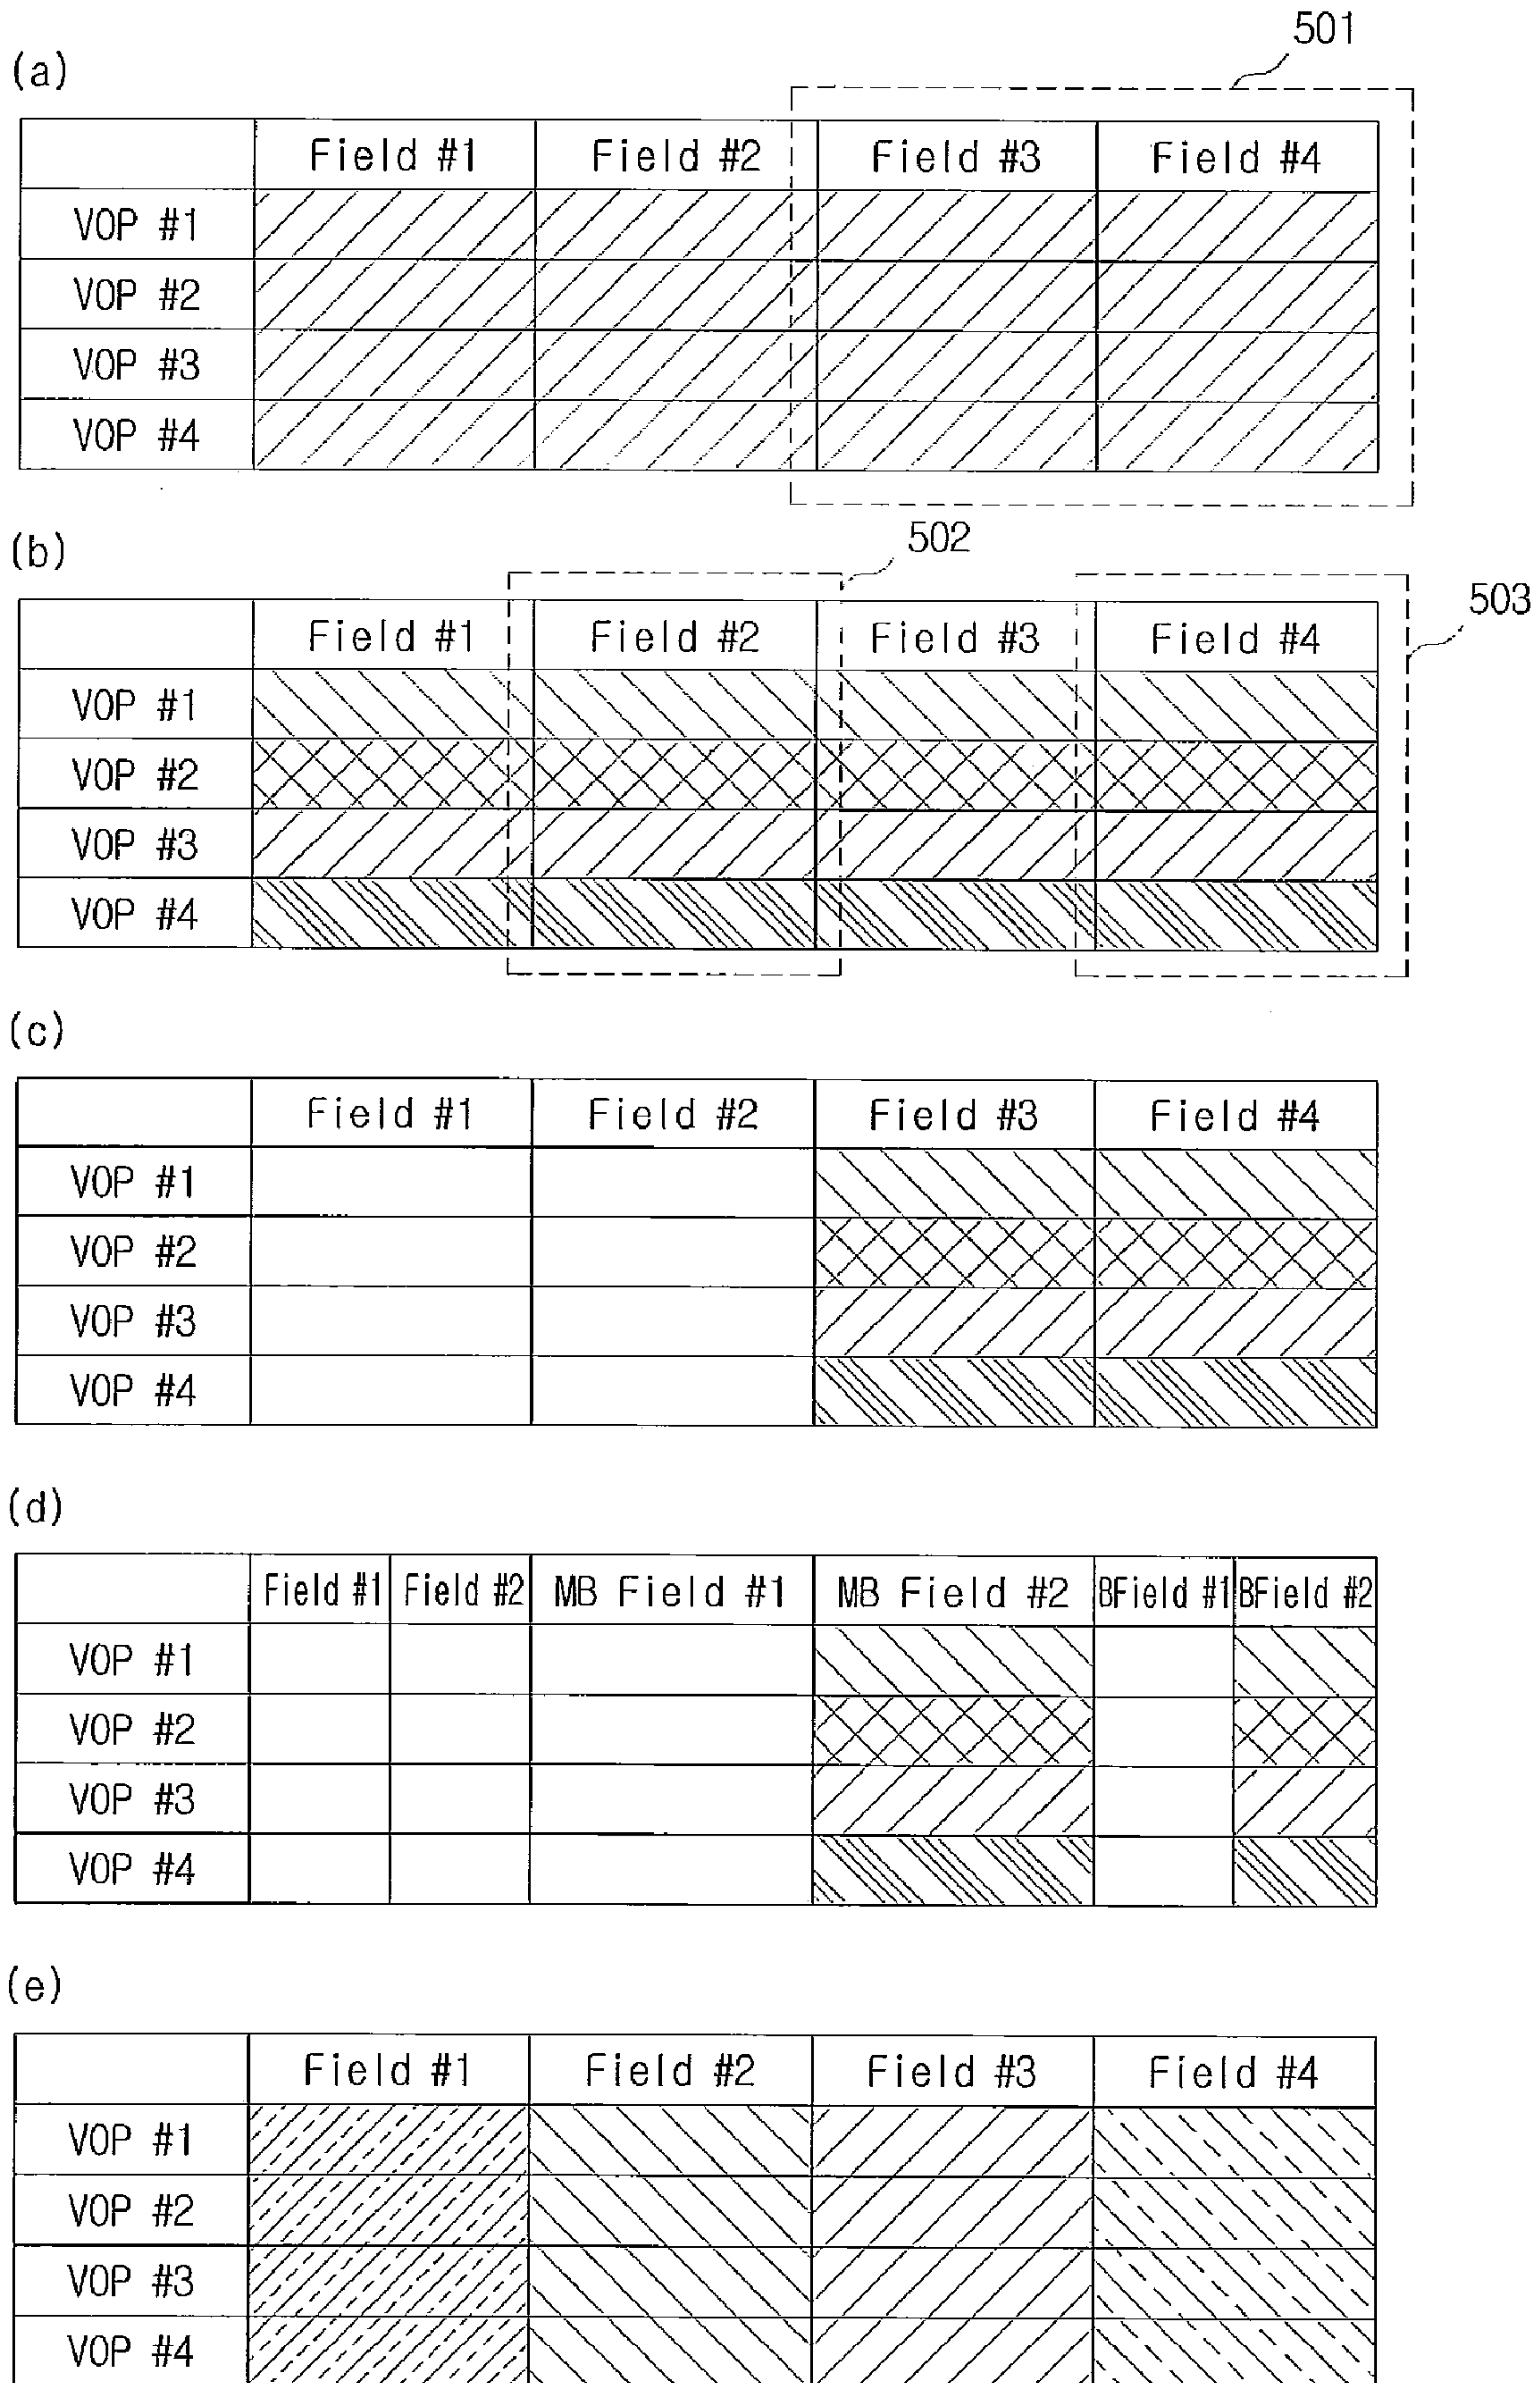 501
(a)
Field #1 Field #2 Field #3 Field #4
VOP #1
VOP #2
VOP #3
VOP #4
(b)
502
503
Field #1 Field #2 Field #3 Field #4
VOP #1
VOP #2
VOP #3
VOP #4
(c)
Field #1 Field #2 Field #3 Field #4
VOP #1
VOP #2
VOP #3
VOP #4
(d)
Field #1 Field #2 MB Field #1 MB Field #2 BField #1 BField #2
VOP #1
VOP #2
VOP #3
VOP #4
(e)
Field #1 Field #2 Field #3 Field #4
VOP #1
VOP #2
VOP #3
VOP #4